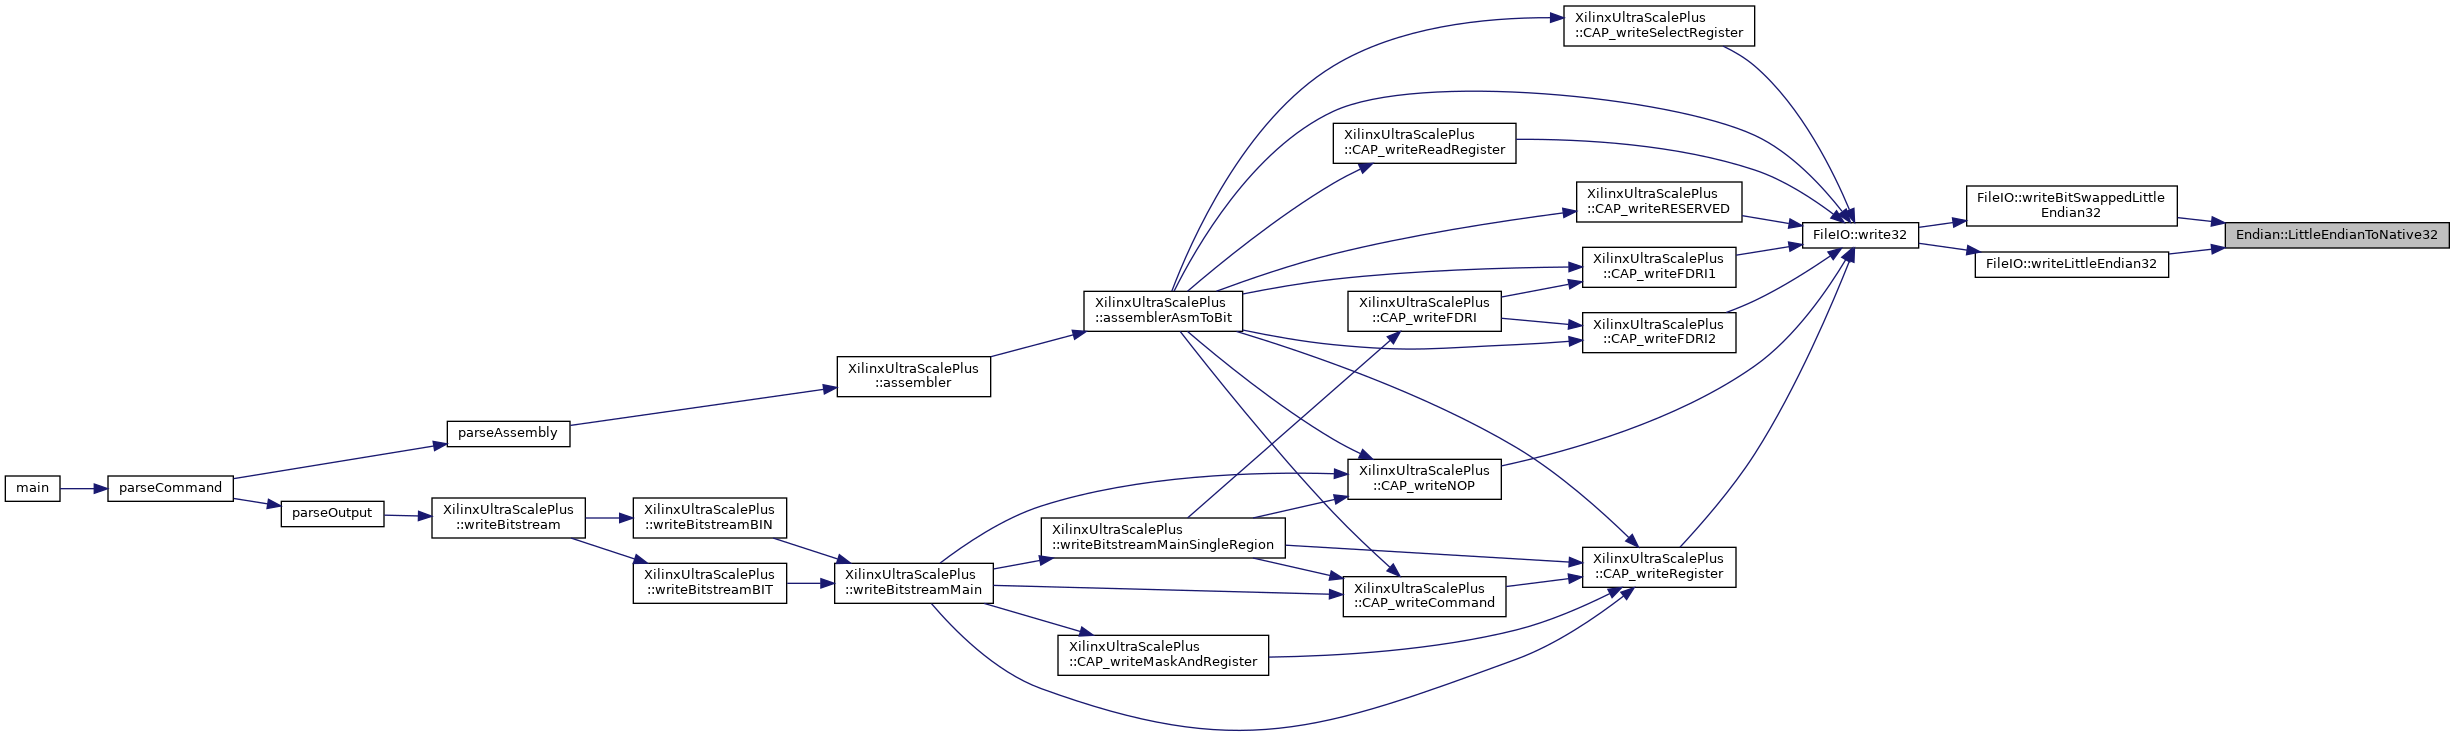 XilinxUltraScalePlus
::CAP_writeSelectRegister
XilinxUltraScalePlus
::CAP_writeReadRegister
XilinxUltraScalePlus
::CAP_writeRESERVED
FileIO::writeBitSwappedLittle
Endian32
FileIO::write32
Endian::LittleEndianToNative32
XilinxUltraScalePlus
::CAP_writeFDRI1
FileIO::writeLittleEndian32
XilinxUltraScalePlus
::assemblerAsmToBit
XilinxUltraScalePlus
::CAP_writeFDRI
XilinxUltraScalePlus
::CAP_writeFDRI2
XilinxUltraScalePlus
::assembler
parseAssembly
main
parseCommand
XilinxUltraScalePlus
::CAP_writeNOP
parseOutput
XilinxUltraScalePlus
::writeBitstream
XilinxUltraScalePlus
::writeBitstreamBIN
XilinxUltraScalePlus
::writeBitstreamMainSingleRegion
XilinxUltraScalePlus
::CAP_writeRegister
XilinxUltraScalePlus
::writeBitstreamBIT
XilinxUltraScalePlus
::writeBitstreamMain
XilinxUltraScalePlus
::CAP_writeCommand
XilinxUltraScalePlus
::CAP_writeMaskAndRegister